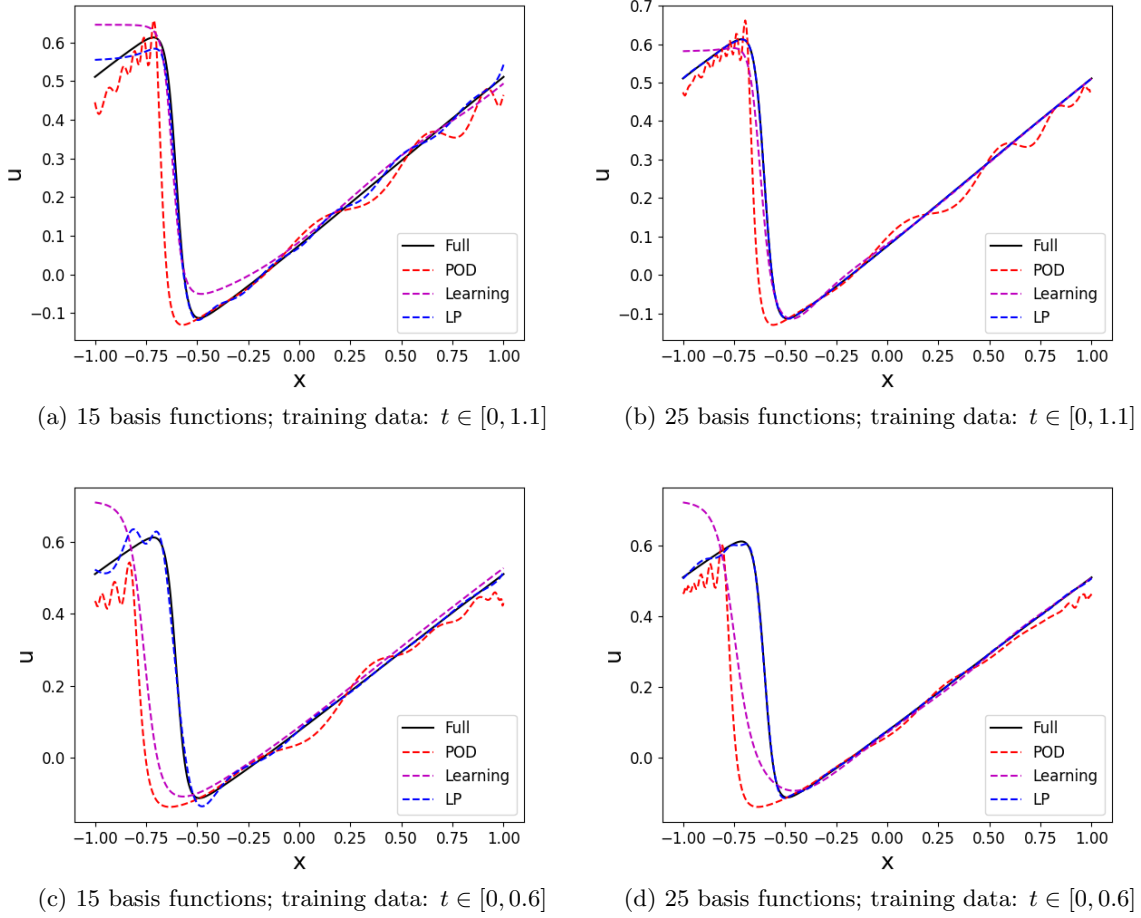 0.6
0.5
0.4
0.3
0.2
0.1
0.0
−0.1
u
Full
POD
Learning
LP
−1.00 −0.75 −0.50 −0.25 0.00 0.25 0.50 0.75 1.00
x
(a) 15 basis functions; training data: t ∈ [0, 1.1]
0.7
0.6
0.5
0.4
0.3
0.2
0.1
0.0
−0.1
u
Full
POD
Learning
LP
−1.00 −0.75 −0.50 −0.25 0.00 0.25 0.50 0.75 1.00
x
(b) 25 basis functions; training data: t ∈ [0, 1.1]
0.6
0.4
0.2
0.0
u
Full
POD
Learning
LP
−1.00 −0.75 −0.50 −0.25 0.00 0.25 0.50 0.75 1.00
x
(c) 15 basis functions; training data: t ∈ [0, 0.6]
0.6
0.4
0.2
0.0
u
Full
POD
Learning
LP
−1.00 −0.75 −0.50 −0.25 0.00 0.25 0.50 0.75 1.00
x
(d) 25 basis functions; training data: t ∈ [0, 0.6]